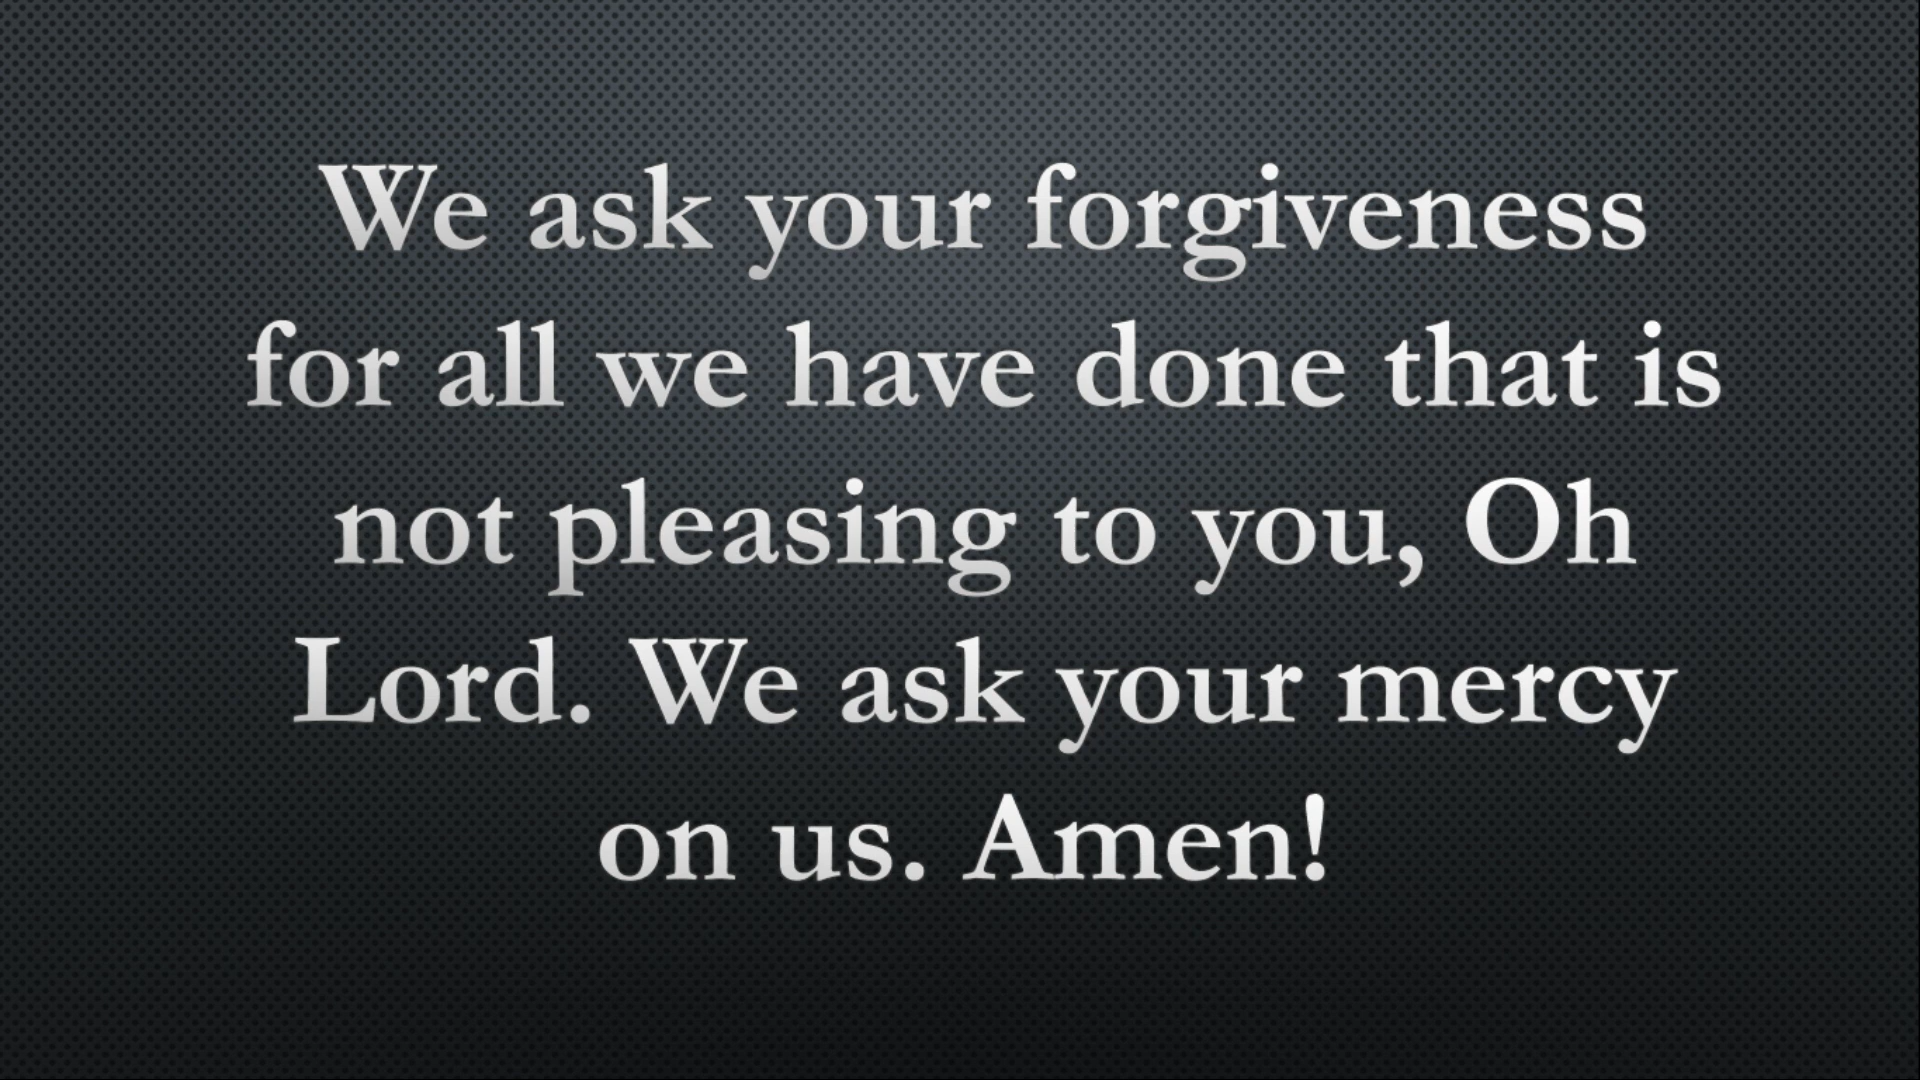 We ask your forgiveness
for all we have done that is
not pleasing to you, Oh
Lord. We ask your mercy
on us. Amen!